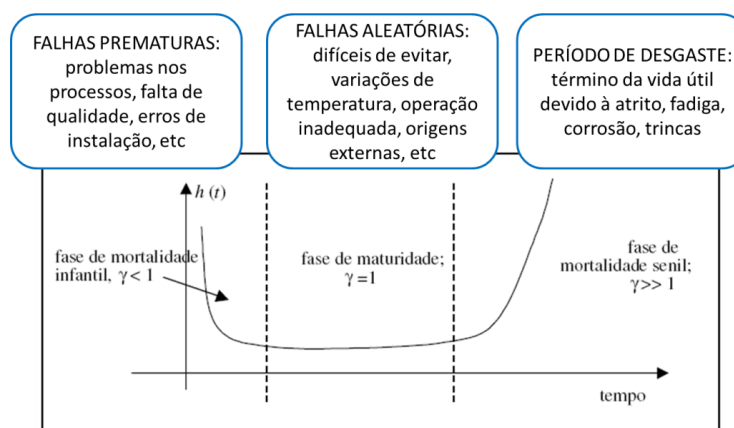 FALHAS PREMATURAS:
problemas nos
processos, falta de
qualidade, erros de
instalação, etc
FALHAS ALEATÓRIAS:
difíceis de evitar,
variações de
temperatura, operação
inadequada, origens
externas, etc
PERÍODO DE DESGASTE:
término da vida útil
devido à atrito, fadiga,
corrosão, trincas
h (t)
fase de mortalidade
infantil, γ< 1
fase de maturidade;
γ=1
fase de
mortalidade senil;
γ>> 1
tempo